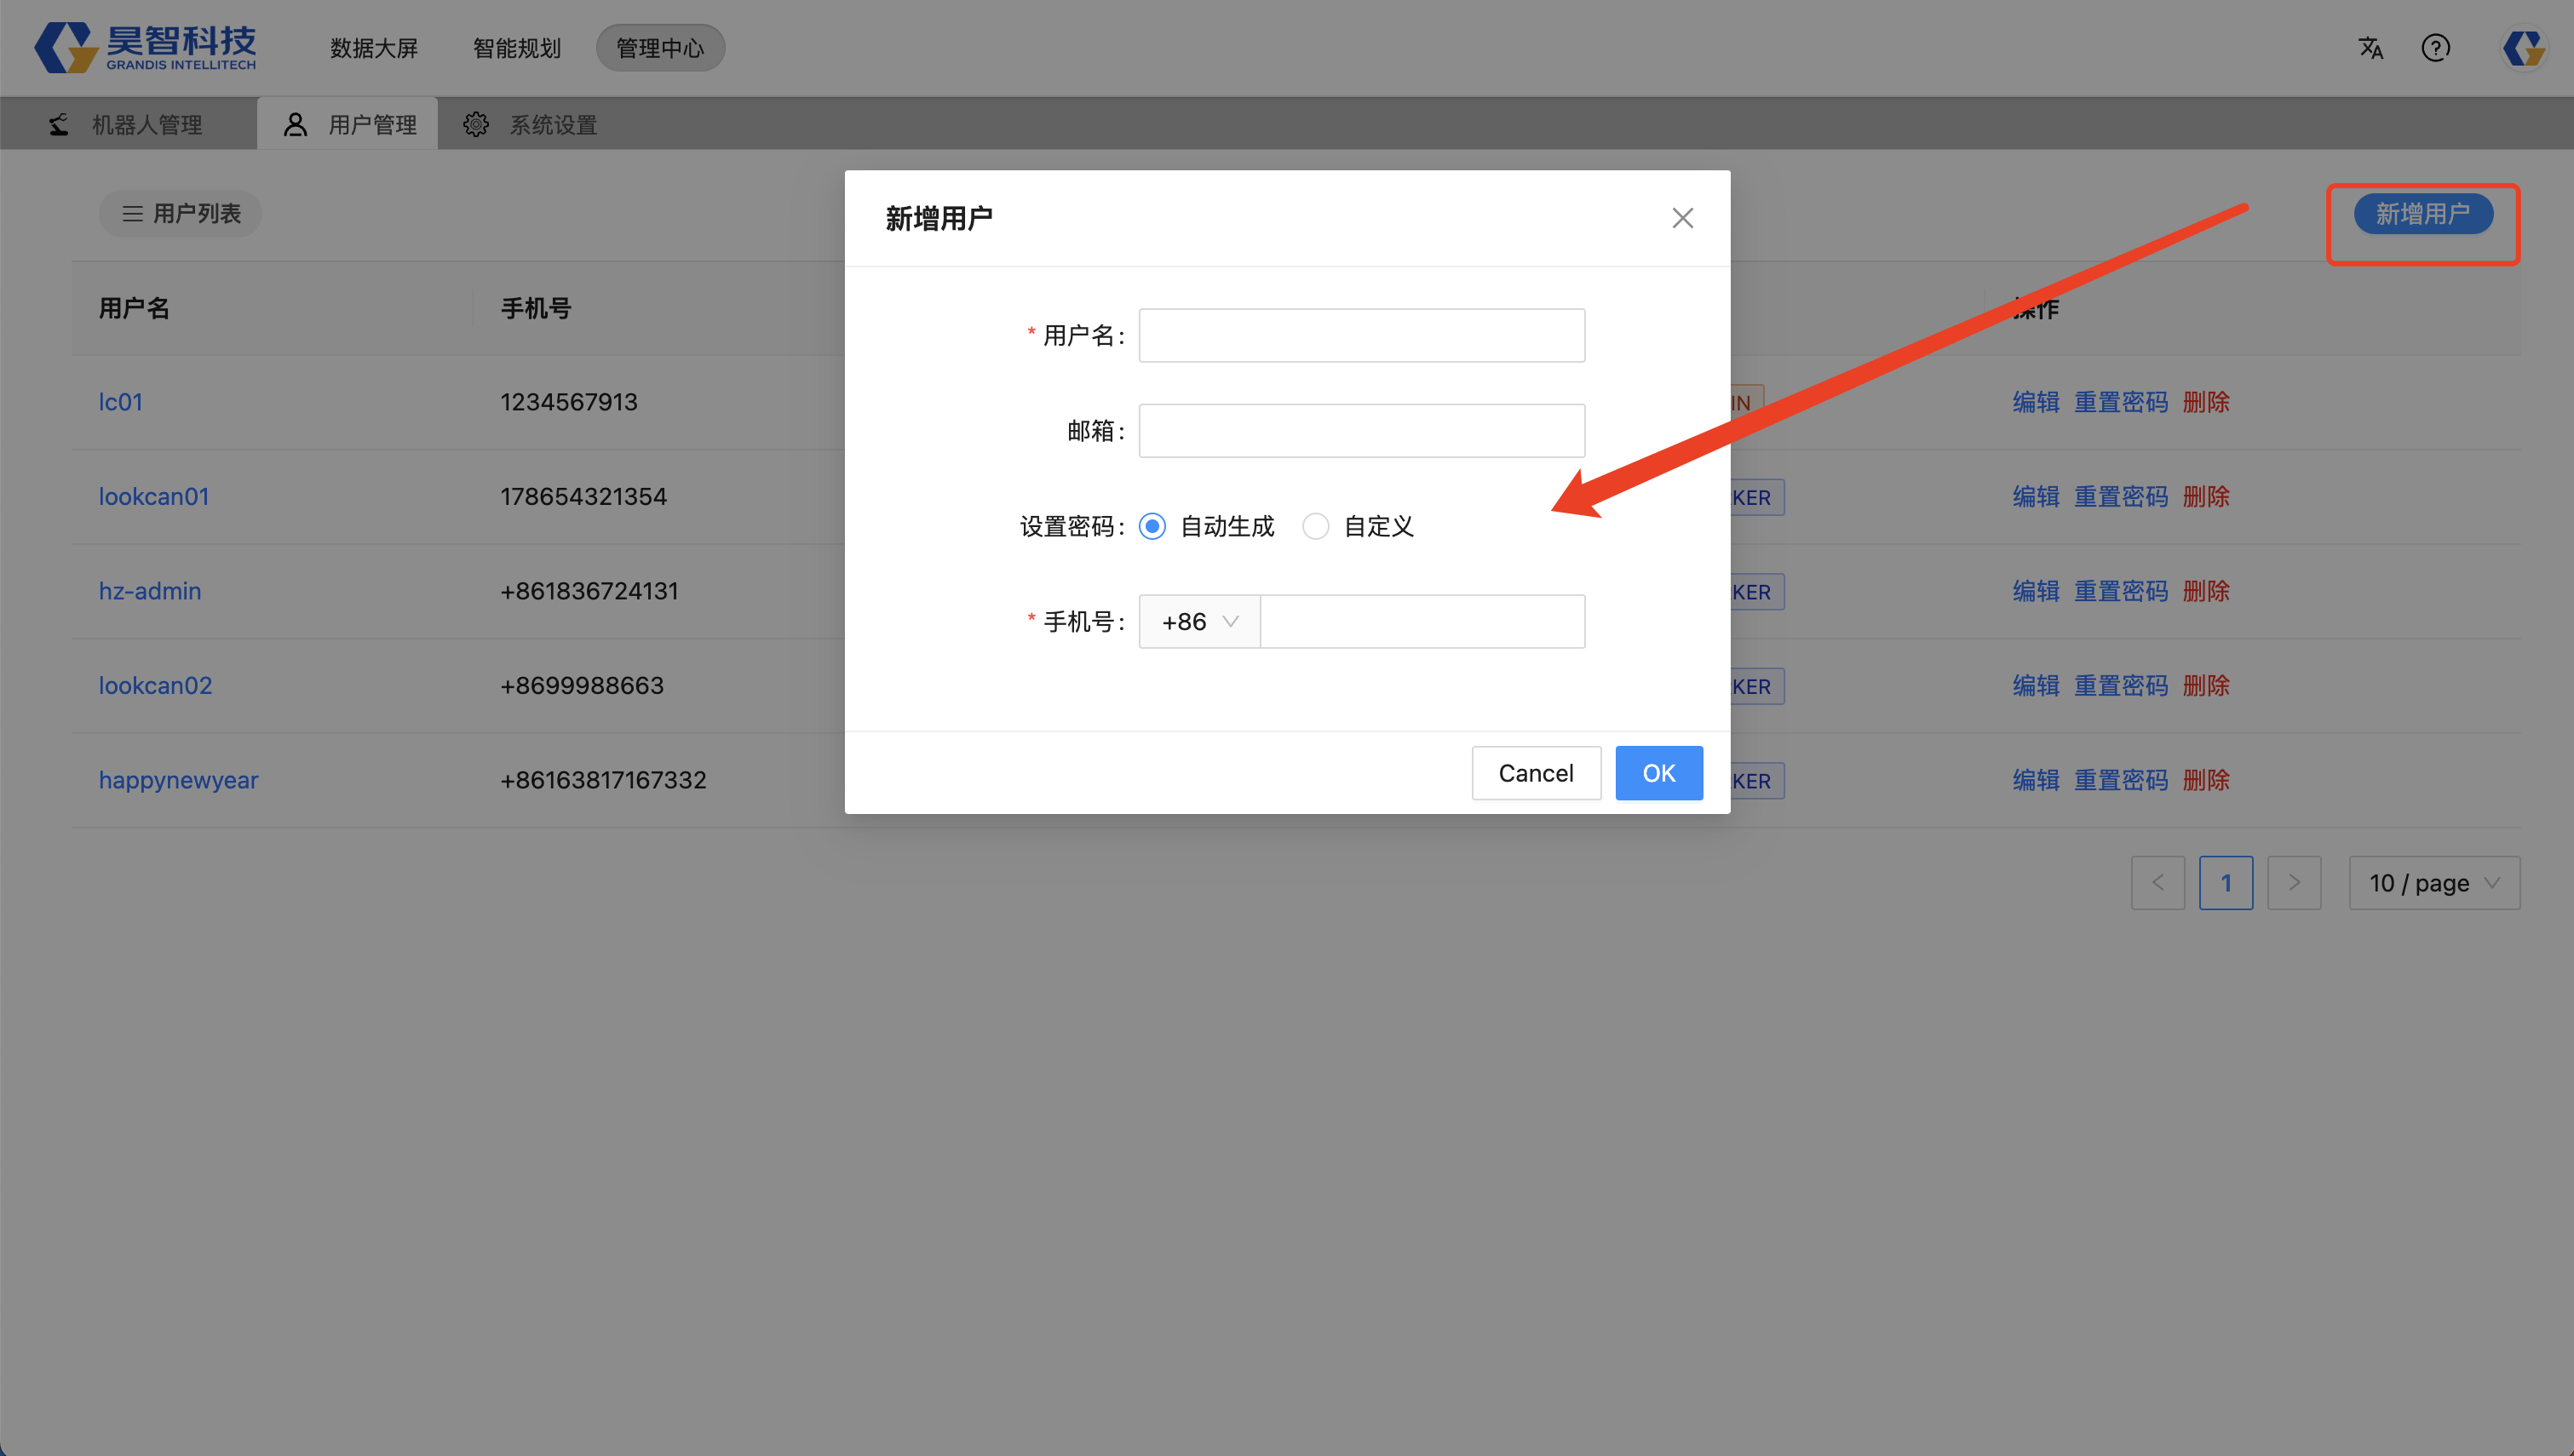 昊智科技
GRANDIS INTELLITECH
数据大屏 智能规划 管理中心
机器人管理 用户管理 系统设置
用户列表
新增用户
用户名 手机号 操作
lc01 1234567913 IN 编辑 重置密码 删除
lookcan01 178654321354 KER 编辑 重置密码 删除
hz-admin +861836724131 KER 编辑 重置密码 删除
lookcan02 +8699988663 KER 编辑 重置密码 删除
happynewyear +86163817167332 KER 编辑 重置密码 删除
1 10 / page
新增用户
* 用户名:
邮箱:
设置密码: 自动生成 自定义
* 手机号: +86
Cancel OK